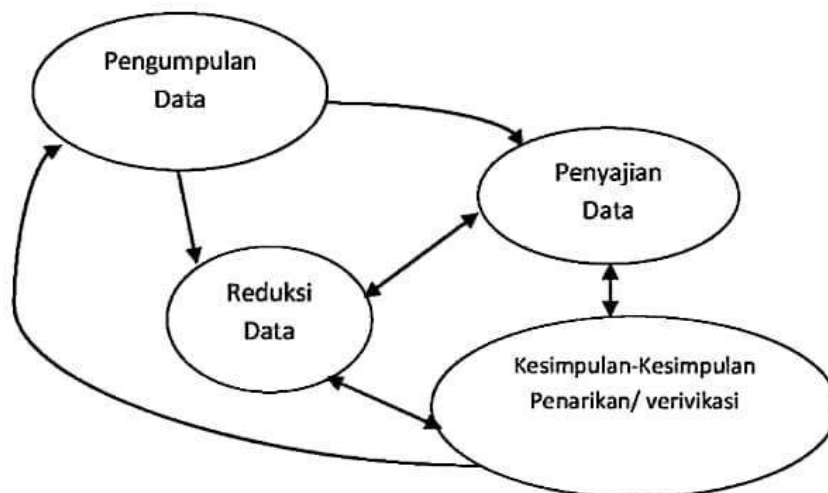 Pengumpulan
Data
Penyajian
Data
Reduksi
Data
Kesimpulan-Kesimpulan
Penarikan/ verivikasi